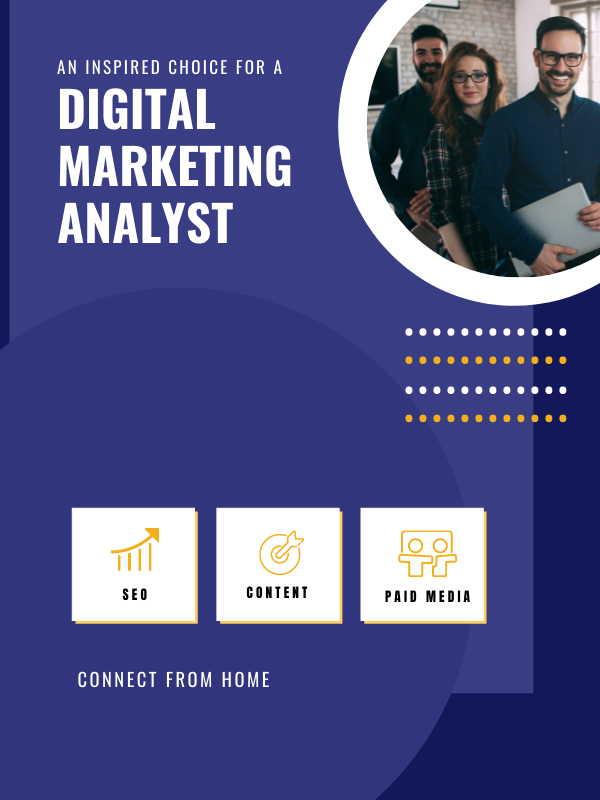 AN INSPIRED CHOICE FOR A
DIGITAL
MARKETING
ANALYST
SEO
CONTENT
PAID MEDIA
CONNECT FROM HOME